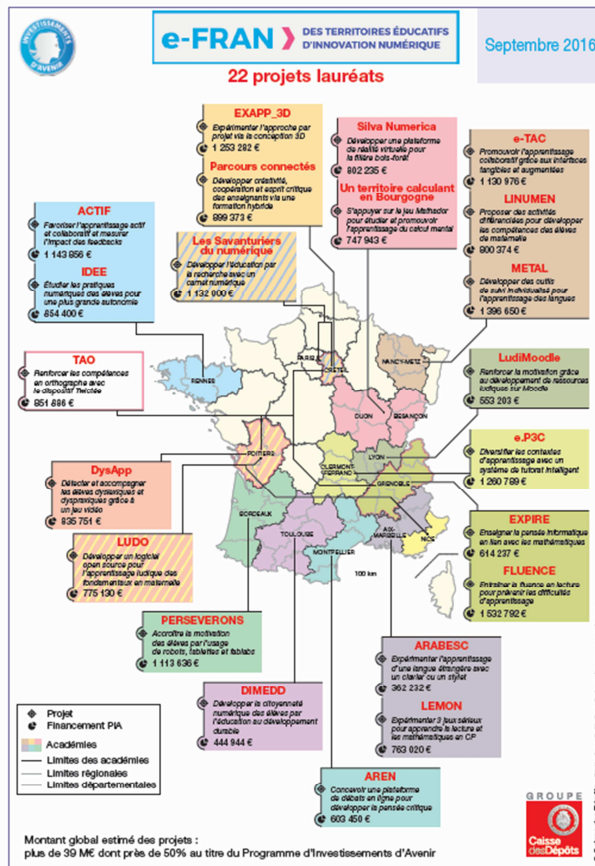 INVESTISSEMENTS
D'AVENIR
e-FRAN
DES TERRITOIRES ÉDUCATIFS
D'INNOVATION NUMÉRIQUE
Septembre 2016
22 projets lauréats
EXAPP_3D
Expérimenter l'approche par
projet via la conception 3D
1 253 282 €
Parcours connectés
Développer créativité,
coopération et esprit critique
des enseignants via une
formation hybride
899 373 €
Silva Numerica
Développer une plateforme
de réalité virtuelle pour
la filière bois-forêt
802 235 €
Un territoire calculant
en Bourgogne
S'appuyer sur le jeu Mathador
pour étudier et promouvoir
l'apprentissage du calcul mental
747 943 €
e-TAC
Promouvoir l'apprentissage
collaboratif grâce aux interfaces
tangibles et augmentées
1 130 976 €
LINUMEN
Proposer des activités
différenciées pour développer
les compétences des élèves
de maternelle
900 374 €
METAL
Développer des outils
de suivi individualisé pour
l'apprentissage des langues
1 396 650 €
ACTIF
Favoriser l'apprentissage actif
et collaboratif et mesurer
l'impact des feedbacks
1 143 856 €
IDEE
Étudier les pratiques
numériques des élèves pour
une plus grande autonomie
854 400 €
Les Savanturiers
du numérique
Développer l'éducation par
la recherche avec un
carnet numérique
1 132 000 €
TAO
Renforcer les compétences
en orthographe avec
le dispositif Twictée
851 886 €
LudiMoodle
Renforcer la motivation grâce
au développement de ressources
ludiques sur Moodle
553 203 €
e.P3C
Diversifier les contextes
d'apprentissage avec un
système de tutorat intelligent
1 260 789 €
DysApp
Détecter et accompagner
les élèves dyslexiques et
dyspraxiques grâce à
un jeu vidéo
835 751 €
LUDO
Développer un logiciel
open source pour
l'apprentissage ludique des
fondamentaux en maternelle
775 130 €
EXPIRE
Enseigner la pensée informatique
en lien avec les mathématiques
614 237 €
FLUENCE
Entraîner la fluence en lecture
pour prévenir les difficultés
d'apprentissage
1 532 792 €
PERSEVERONS
Accroître la motivation
des élèves par l'usage
de robots, tablettes et fablabs
1 113 636 €
DIMEDD
Développer la citoyenneté
numérique des élèves par
l'éducation au développement
durable
444 944 €
ARABESC
Expérimenter l'apprentissage
d'une langue étrangère avec
un clavier ou un stylet
362 232 €
LEMON
Expérimenter 3 jeux sérieux
pour apprendre la lecture et
les mathématiques en CP
763 020 €
AREN
Concevoir une plateforme
de débats en ligne pour
développer la pensée critique
603 450 €
RENNES
PARIS
CRÉTEIL
NANCY-METZ
DIJON
BESANÇON
POITIERS
CLERMONT-
FERRAND
LYON
GRENOBLE
BORDEAUX
TOULOUSE
MONTPELLIER
AIX-
MARSEILLE
NICE
100 km
Projet
Financement PIA
Académies
Limites des académies
Limites régionales
Limites départementales
Montant global estimé des projets :
plus de 39 M€ dont près de 50% au titre du Programme d'Investissements d'Avenir
GROUPE
Caisse
des Dépôts